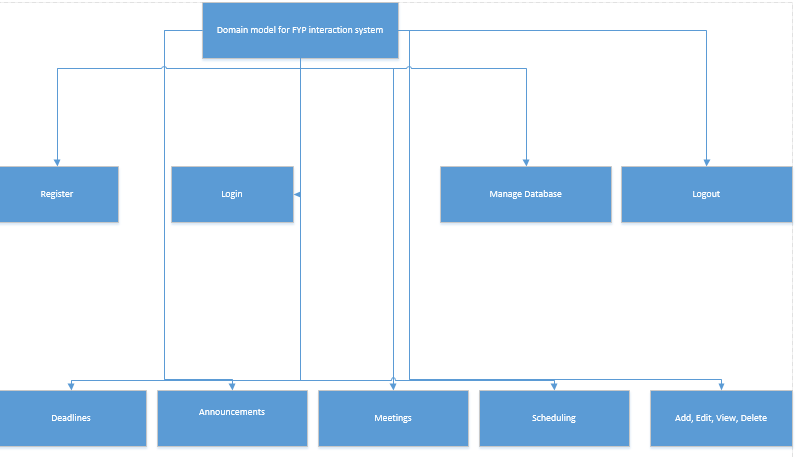 Domain model for FYP interaction system
Register
Login
Manage Database
Logout
Deadlines
Announcements
Meetings
Scheduling
Add, Edit, View, Delete